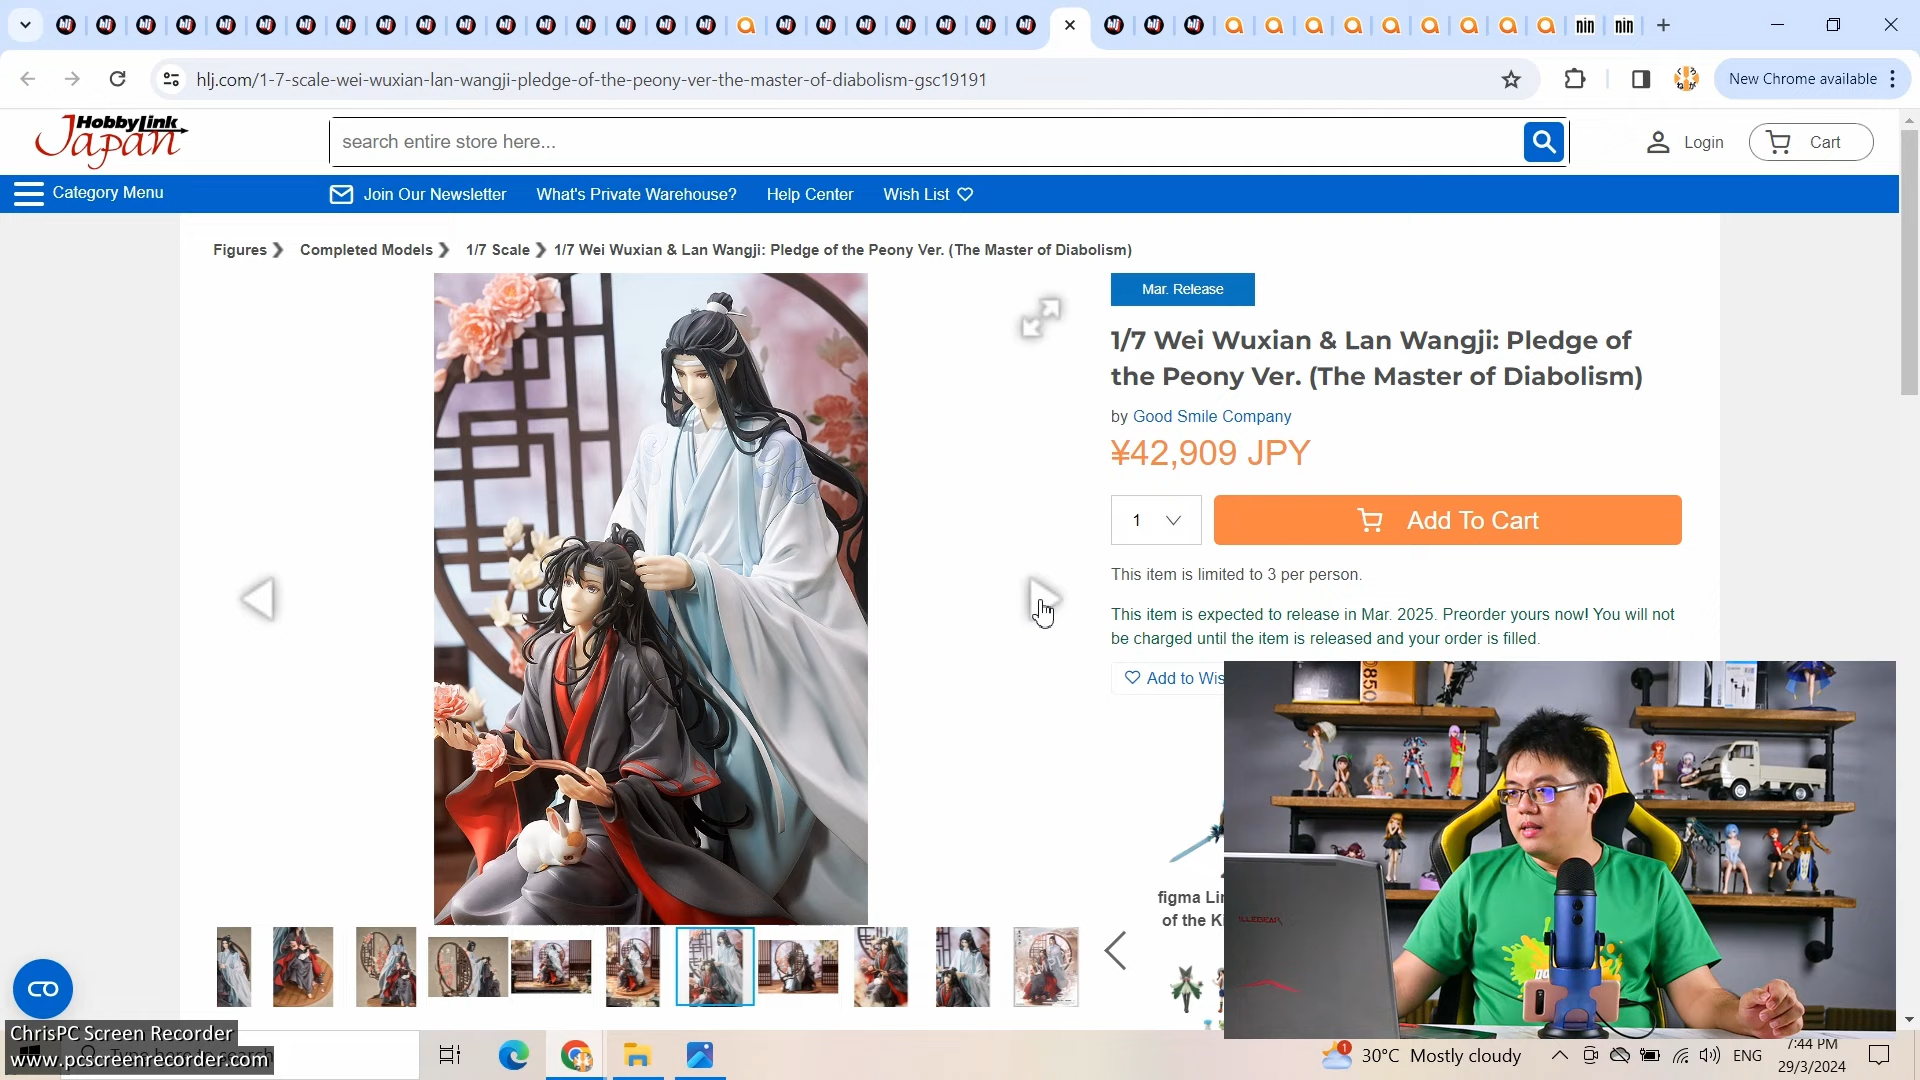 hlj.com/1-7-scale-wei-wuxian-lan-wangji-pledge-of-the-peony-ver-the-master-of-diabolism-gsc19191
New Chrome available
HobbyLink
Japan
search entire store here...
Login
Cart
Category Menu
Join Our Newsletter
What's Private Warehouse?
Help Center
Wish List
Figures
Completed Models
1/7 Scale
1/7 Wei Wuxian & Lan Wangji: Pledge of the Peony Ver. (The Master of Diabolism)
Mar. Release
1/7 Wei Wuxian & Lan Wangji: Pledge of
the Peony Ver. (The Master of Diabolism)
by Good Smile Company
¥42,909 JPY
1
Add To Cart
This item is limited to 3 per person.
This item is expected to release in Mar. 2025. Preorder yours now! You will not
be charged until the item is released and your order is filled.
Add to Wis
figma Li
of the Ki
ChrisPC Screen Recorder
www.pcscreenrecorder.com
1
30°C Mostly cloudy
ENG
7:44 PM
29/3/2024